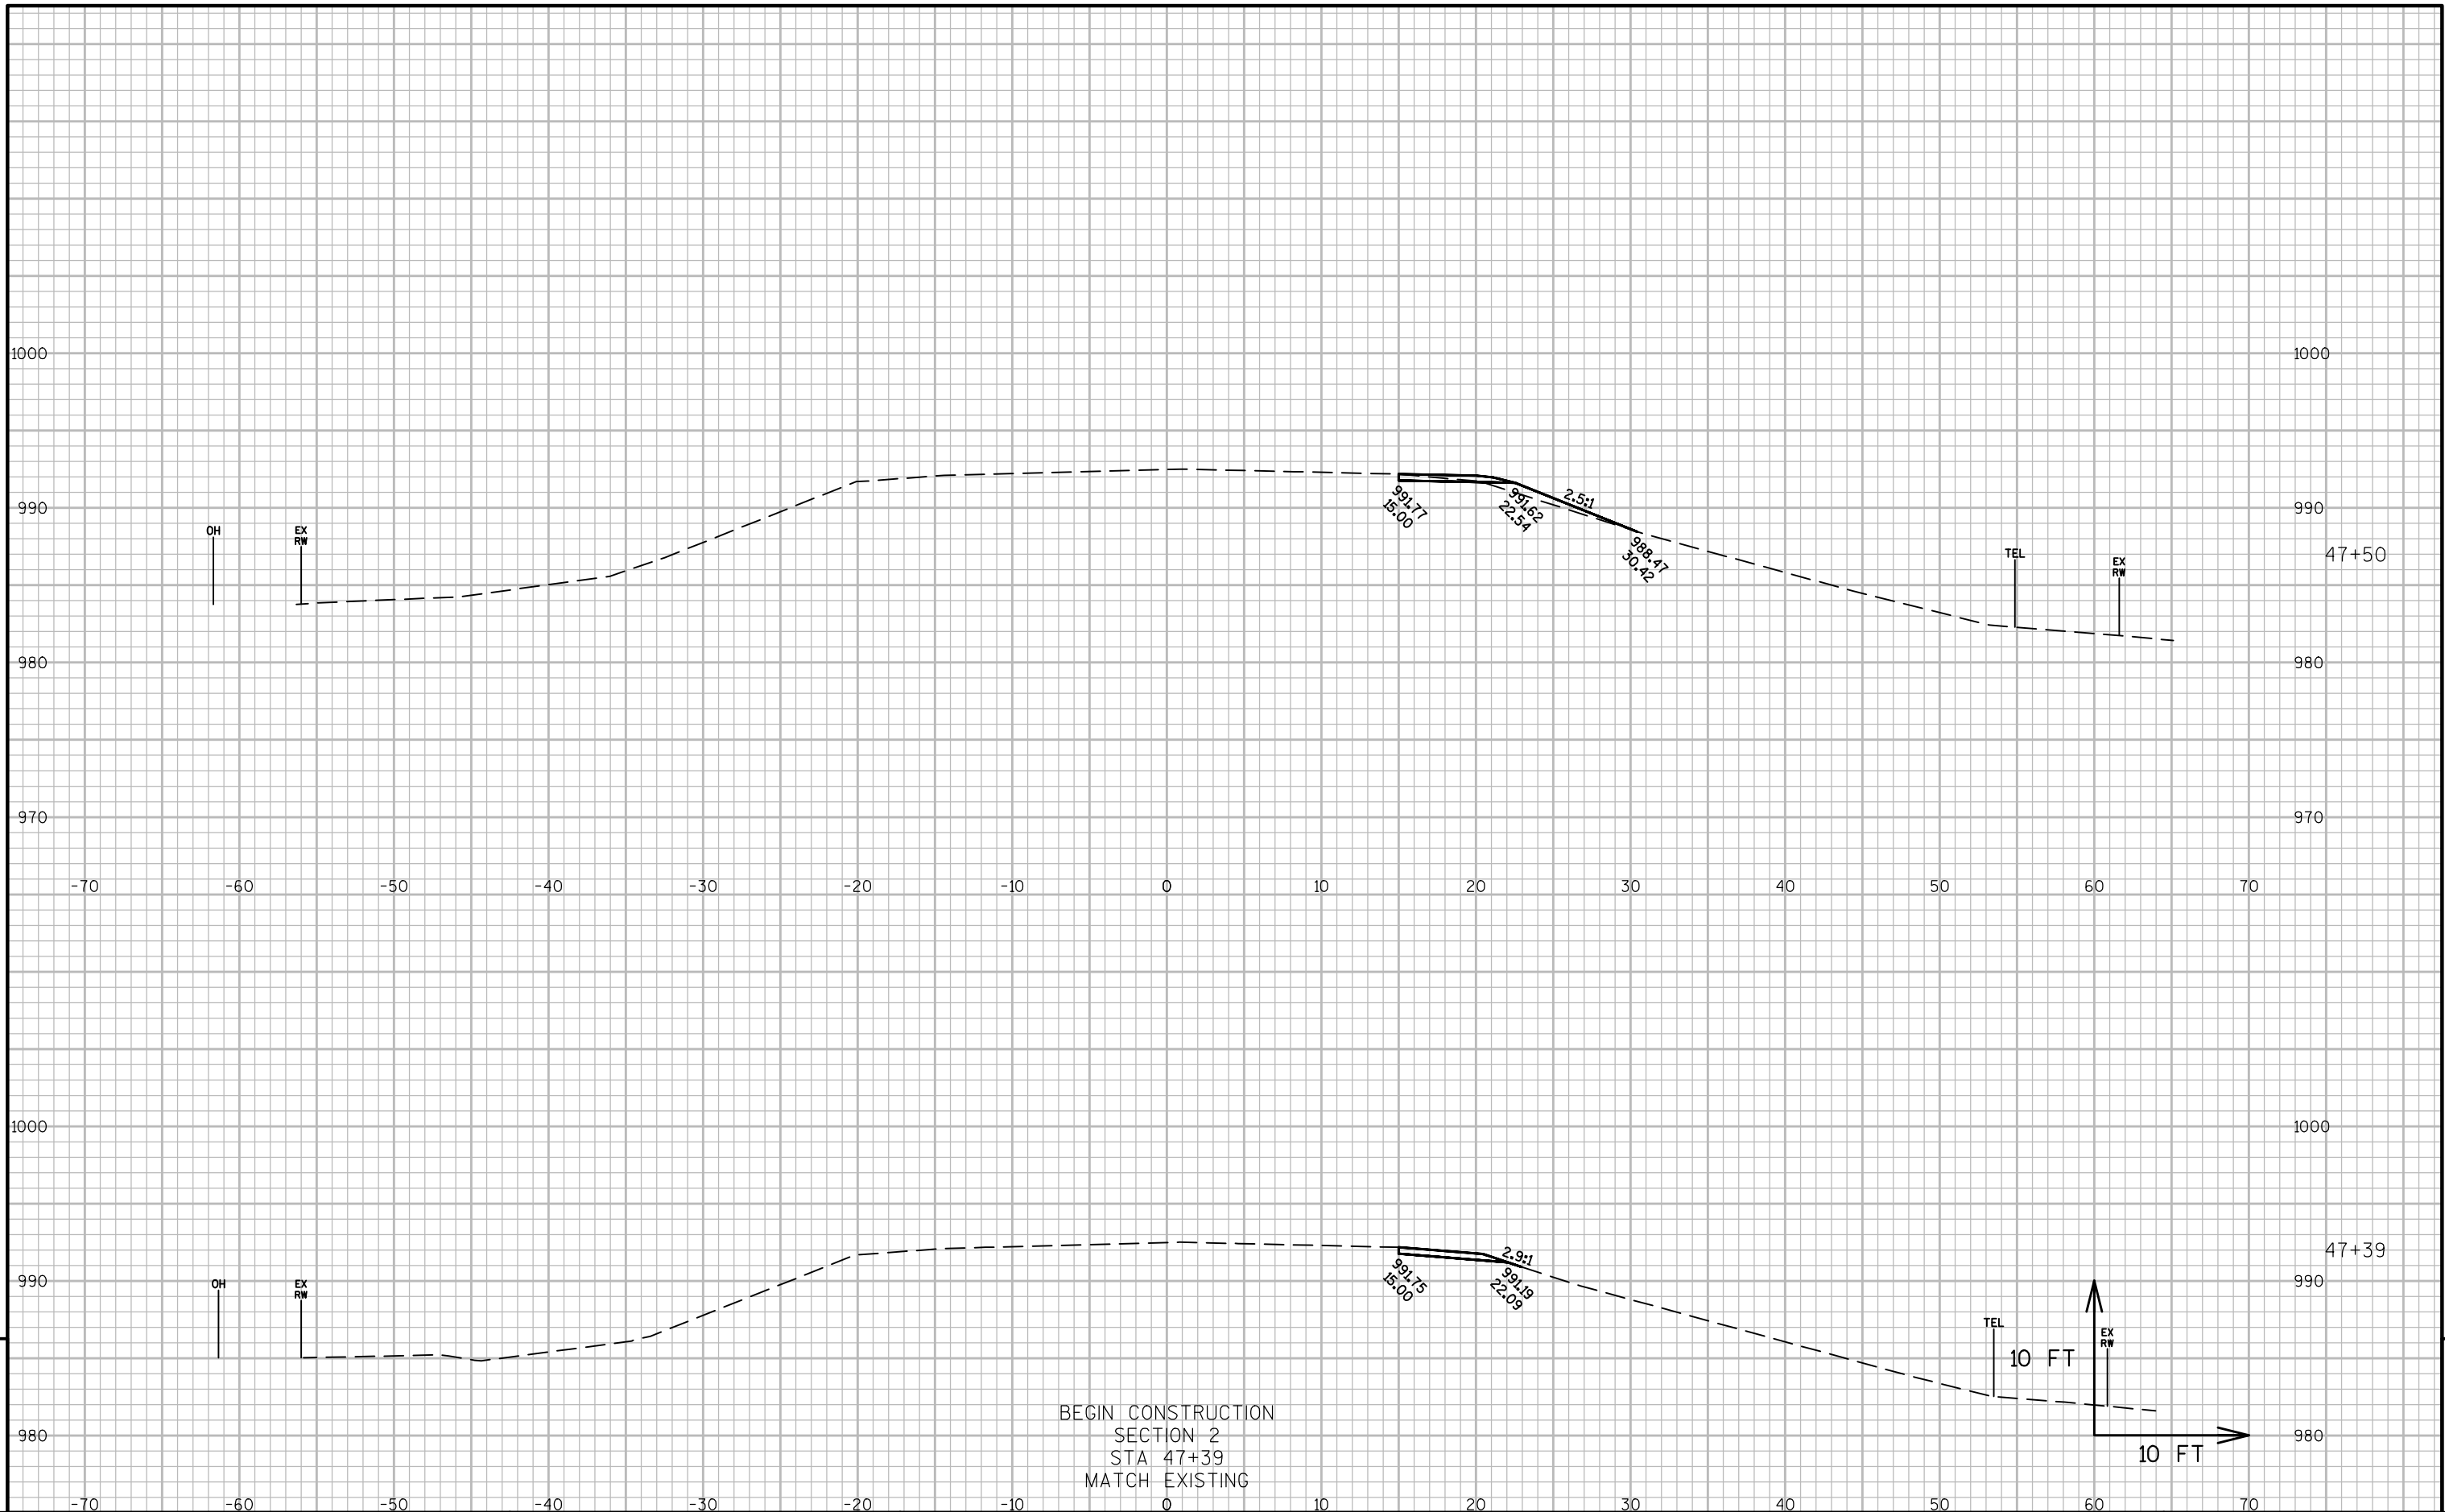 1000 1000
2.5:1
991.77
15.00
991.62
22.54
990 990
OH
EX
RW
988.47
30.42
TEL
EX
RW
47+50
980 980
970 970
-70 -60 -50 -40 -30 -20 -10 0 10 20 30 40 50 60 70
1000 1000
47+39
2.9:1
991.75
15.00
991.19
22.09
990 990
OH
EX
RW
TEL
EX
RW
10 FT
BEGIN CONSTRUCTION
SECTION 2
STA 47+39
MATCH EXISTING
980 980
10 FT
-70 -60 -50 -40 -30 -20 -10 0 10 20 30 40 50 60 70